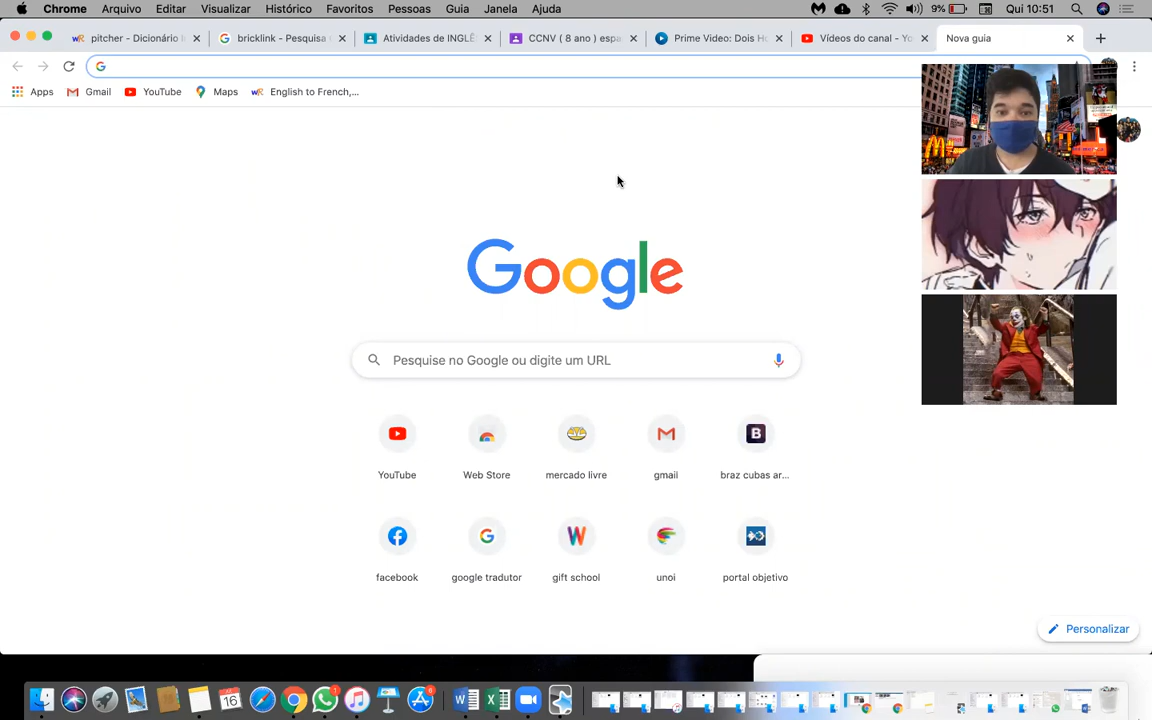 Chrome Arquivo Editar Visualizar Histórico Favoritos Pessoas Guia Janela Ajuda 9% Qui 10:51
pitcher - Dicionário I bricklink - Pesquisa Atividades de INGLÊ CCNV ( 8 ano ) espa Prime Video: Dois H Vídeos do canal - Yo Nova guia
Apps Gmail YouTube Maps English to French,...
Google
Pesquise no Google ou digite um URL
YouTube Web Store mercado livre gmail braz cubas ar...
facebook google tradutor gift school unoi portal objetivo
Personalizar